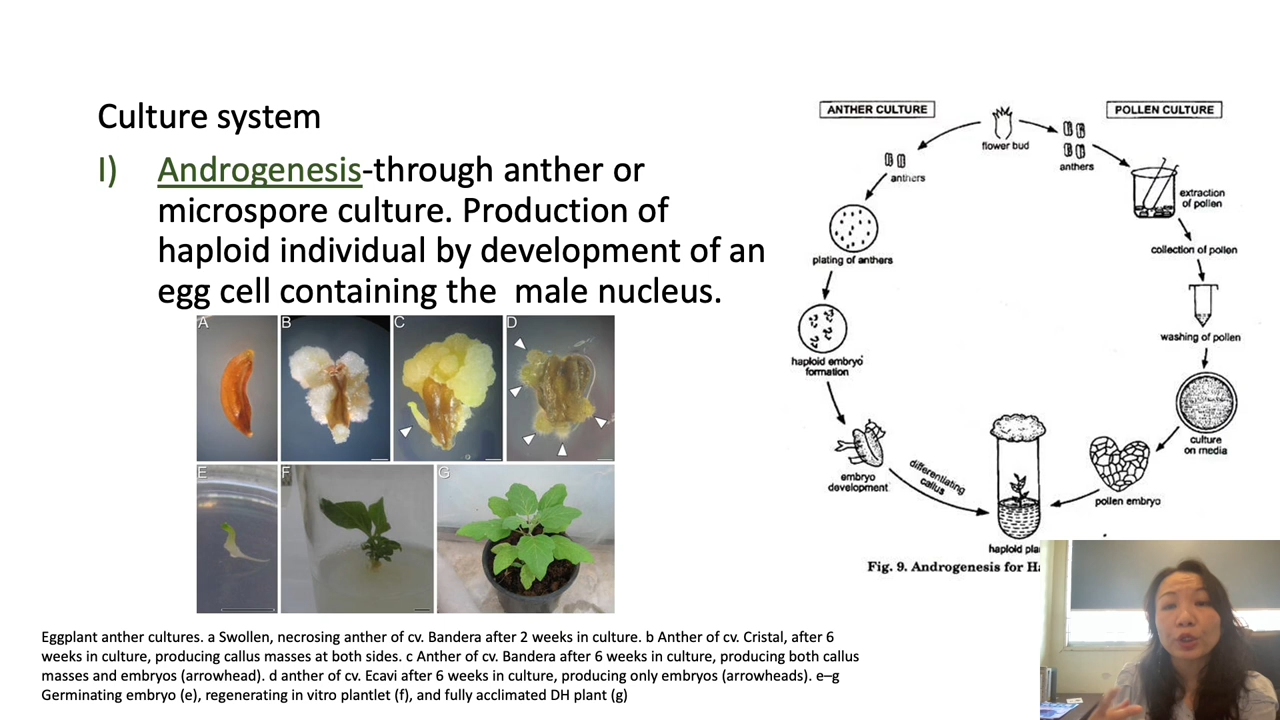 Culture system
I) Androgenesis-through anther or
microspore culture. Production of
haploid individual by development of an
egg cell containing the male nucleus.
A
B
C
D
E
F
G
Eggplant anther cultures. a Swollen, necrosing anther of cv. Bandera after 2 weeks in culture. b Anther of cv. Cristal, after 6
weeks in culture, producing callus masses at both sides. c Anther of cv. Bandera after 6 weeks in culture, producing both callus
masses and embryos (arrowhead). d anther of cv. Ecavi after 6 weeks in culture, producing only embryos (arrowheads). e–g
Germinating embryo (e), regenerating in vitro plantlet (f), and fully acclimated DH plant (g)
ANTHER CULTURE
POLLEN CULTURE
flower bud
anthers
anthers
extraction
of pollen
plating of anthers
collection of pollen
washing of pollen
haploid embryo
formation
culture
on media
embryo
development
differentiating
callus
pollen embryo
haploid pla
Fig. 9. Androgenesis for Ha